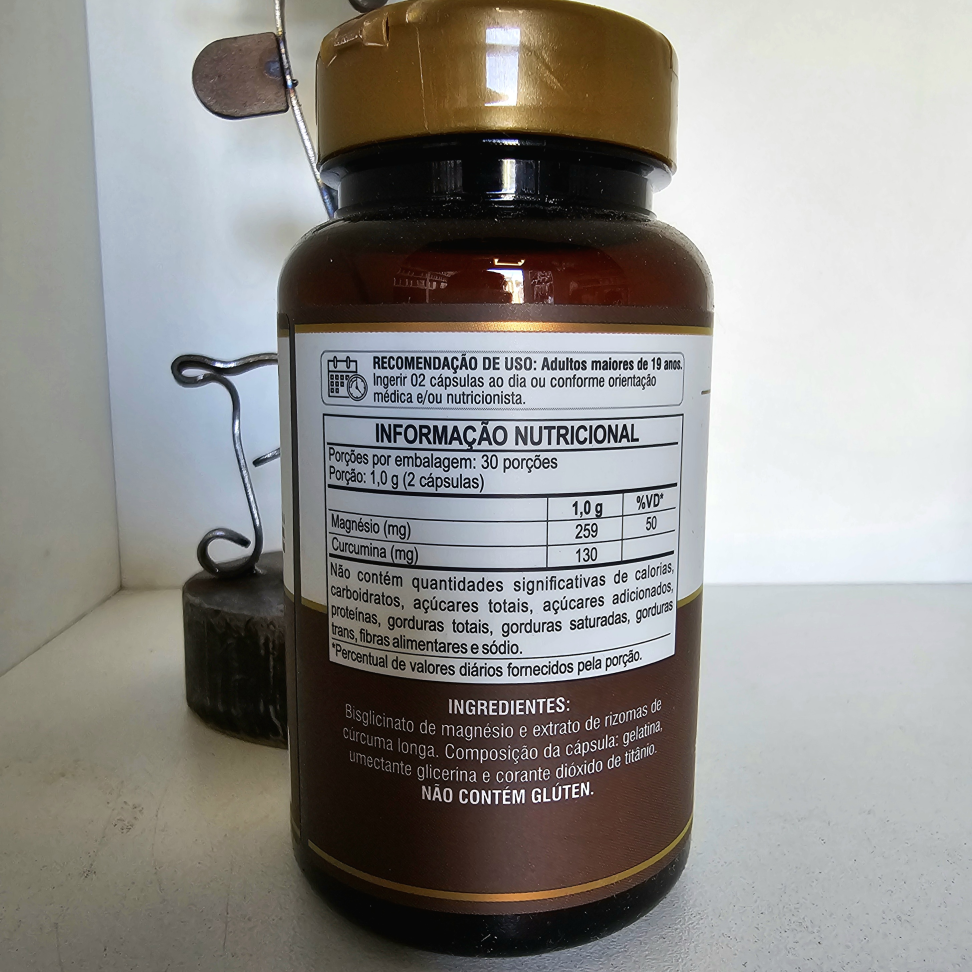 RECOMENDAÇÃO DE USO: Adultos maiores de 19 anos.
Ingerir 02 cápsulas ao dia ou conforme orientação
médica e/ou nutricionista.
INFORMAÇÃO NUTRICIONAL
Porções por embalagem: 30 porções
Porção: 1,0 g (2 cápsulas)
1,0 g %VD*
Magnésio (mg) 259 50
Curcumina (mg) 130
Não contém quantidades significativas de calorias,
carboidratos, açúcares totais, açúcares adicionados,
proteínas, gorduras totais, gorduras saturadas, gorduras
trans, fibras alimentares e sódio.
*Percentual de valores diários fornecidos pela porção.
INGREDIENTES:
Bisglicinato de magnésio e extrato de rizomas de
cúrcuma longa. Composição da cápsula: gelatina,
umectante glicerina e corante dióxido de titânio.
NÃO CONTÉM GLÚTEN.